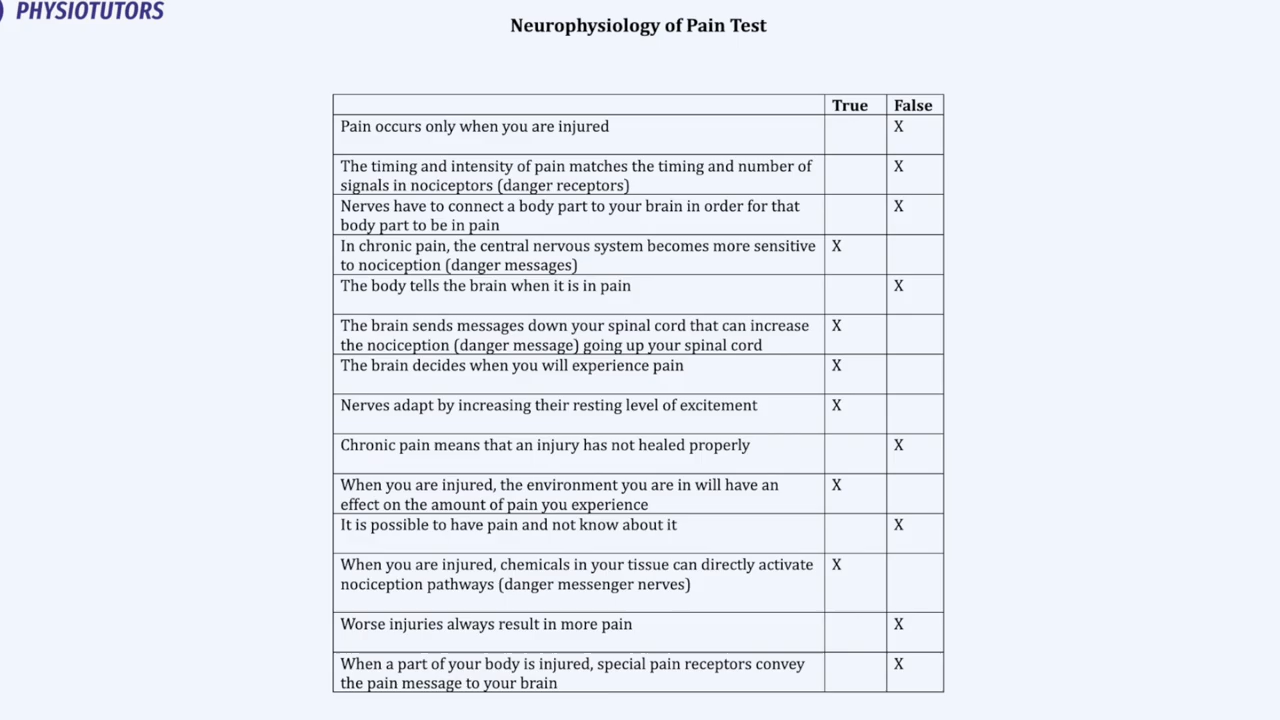 PHYSIOTUTORS
Neurophysiology of Pain Test
True False
Pain occurs only when you are injured X
The timing and intensity of pain matches the timing and number of X
signals in nociceptors (danger receptors)
Nerves have to connect a body part to your brain in order for that X
body part to be in pain
In chronic pain, the central nervous system becomes more sensitive X
to nociception (danger messages)
The body tells the brain when it is in pain X
The brain sends messages down your spinal cord that can increase X
the nociception (danger message) going up your spinal cord
The brain decides when you will experience pain X
Nerves adapt by increasing their resting level of excitement X
Chronic pain means that an injury has not healed properly X
When you are injured, the environment you are in will have an X
effect on the amount of pain you experience
It is possible to have pain and not know about it X
When you are injured, chemicals in your tissue can directly activate X
nociception pathways (danger messenger nerves)
Worse injuries always result in more pain X
When a part of your body is injured, special pain receptors convey X
the pain message to your brain